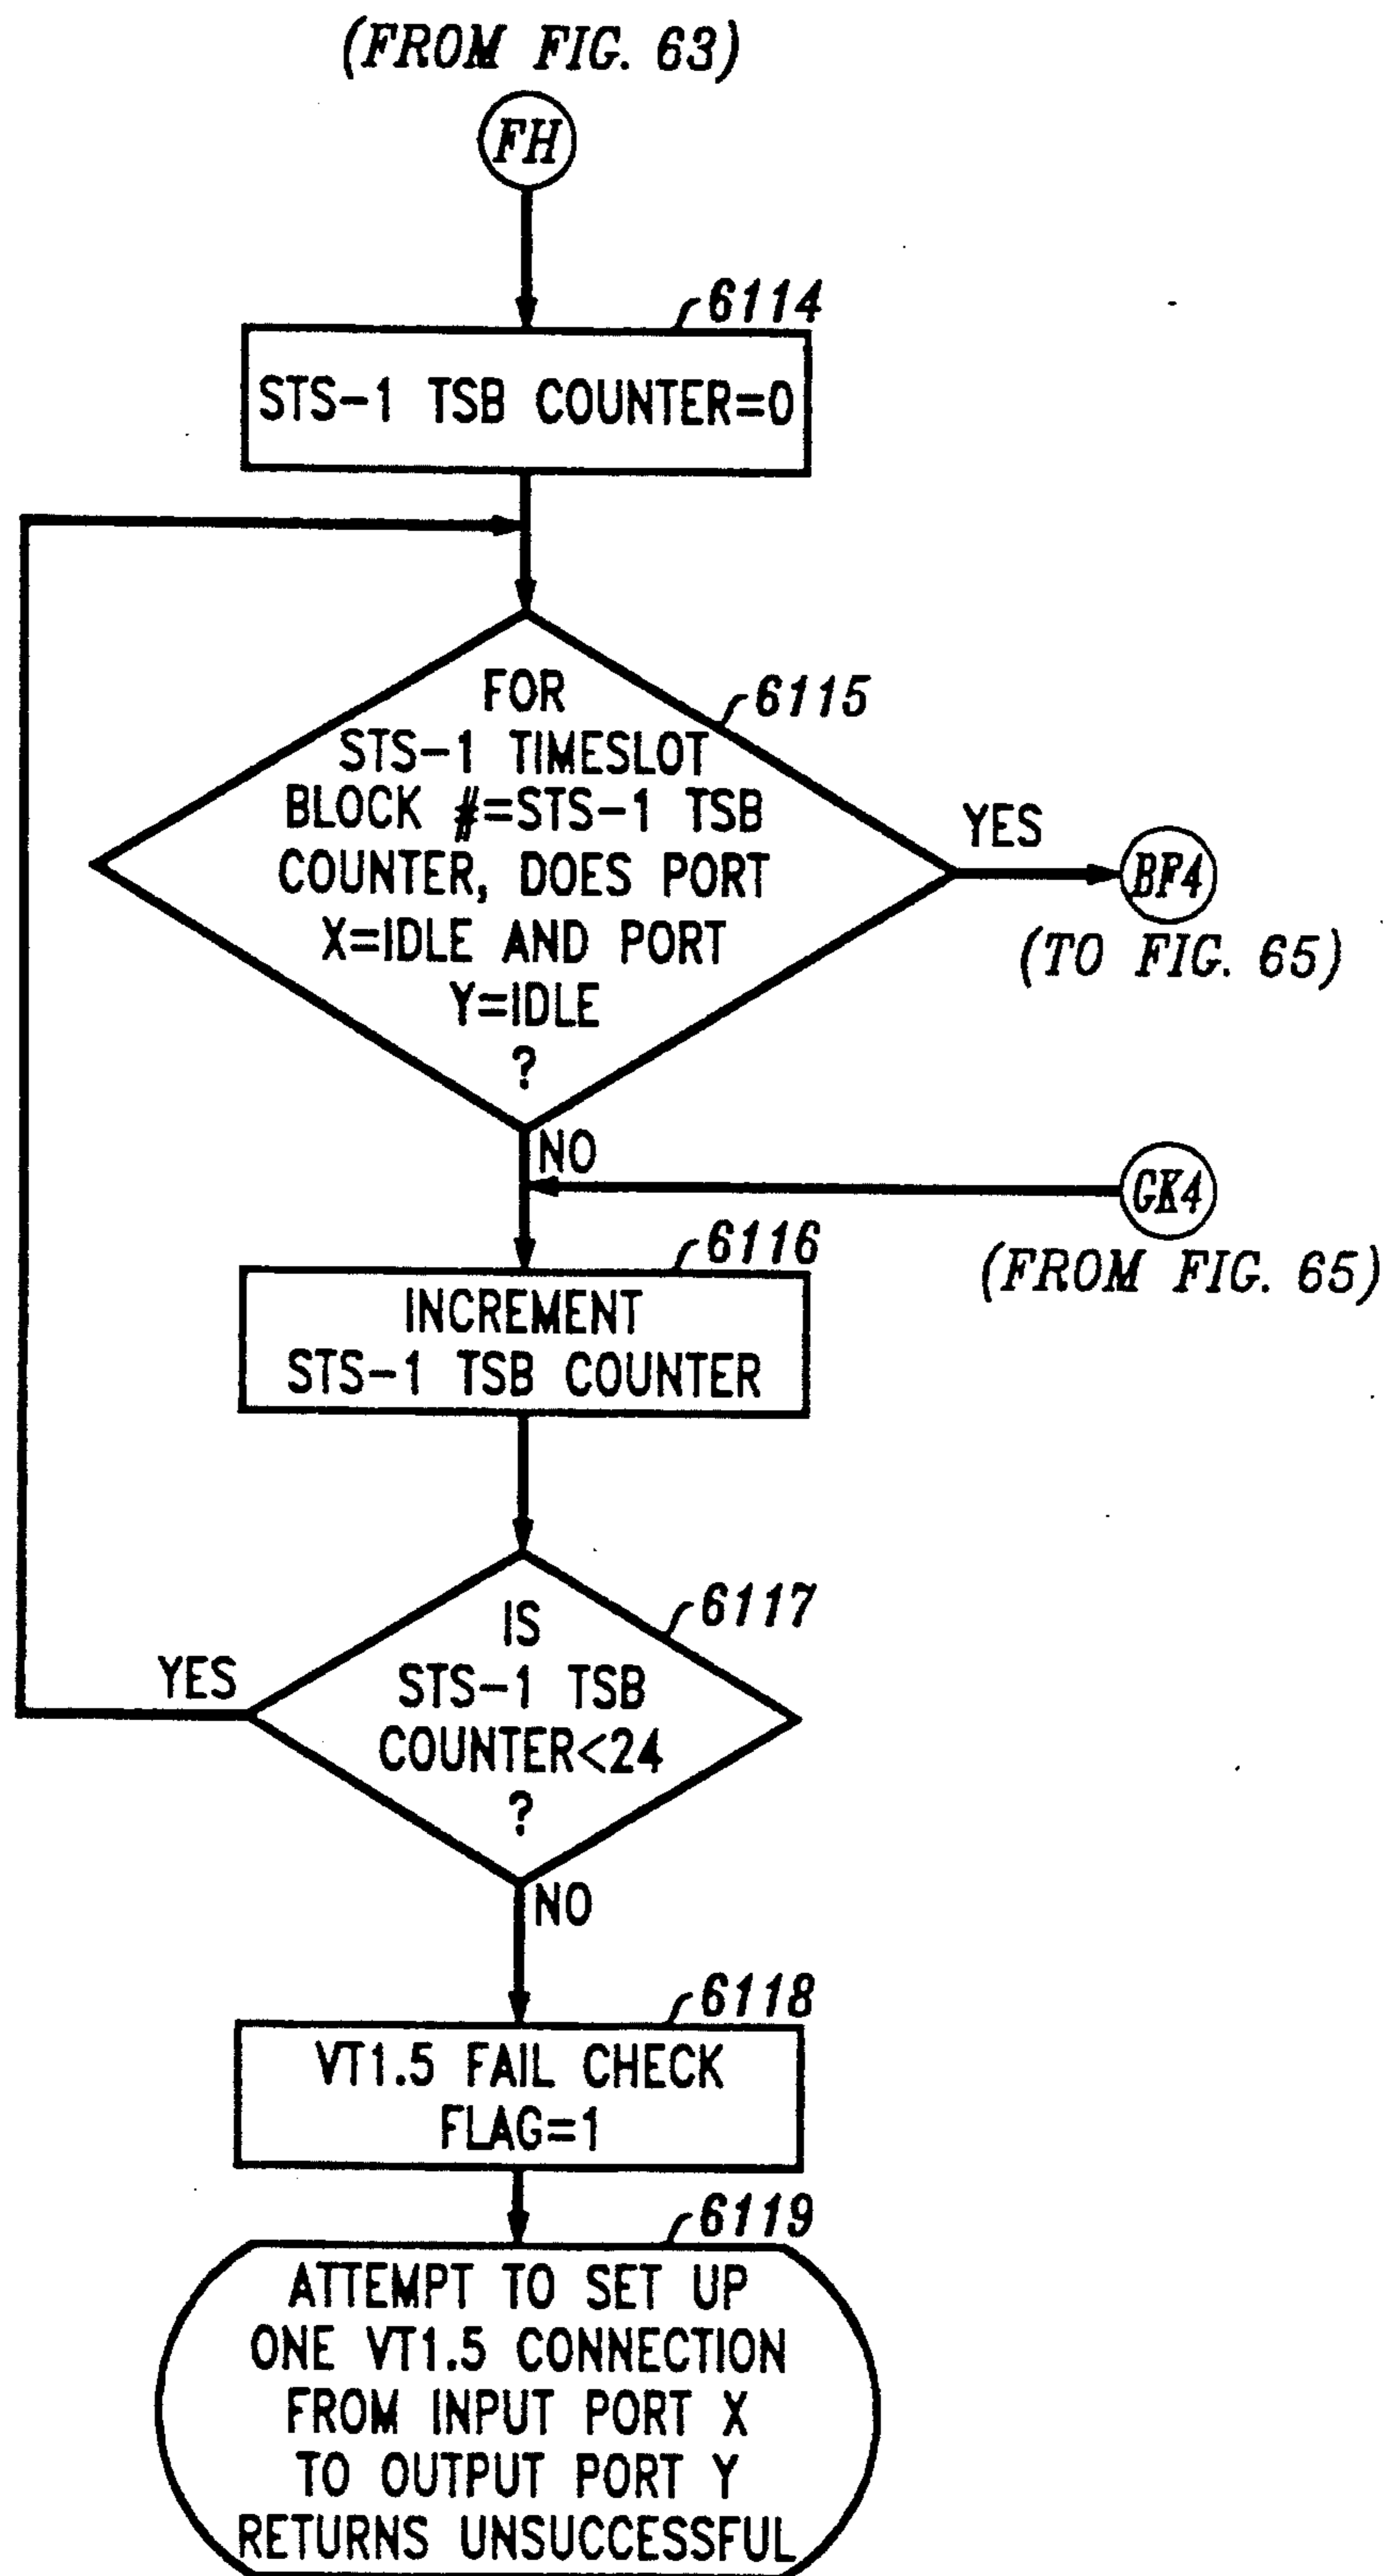 (FROM FIG. 63)
FH
6114
STS-1 TSB COUNTER=0
6115
FOR
STS-1 TIMESLOT
BLOCK #=STS-1 TSB
COUNTER, DOES PORT
X=IDLE AND PORT
Y=IDLE
?
YES
BF4
(TO FIG. 65)
NO
GK4
(FROM FIG. 65)
6116
INCREMENT
STS-1 TSB COUNTER
6117
IS
STS-1 TSB
COUNTER<24
?
YES
NO
6118
VT1.5 FAIL CHECK
FLAG=1
6119
ATTEMPT TO SET UP
ONE VT1.5 CONNECTION
FROM INPUT PORT X
TO OUTPUT PORT Y
RETURNS UNSUCCESSFUL